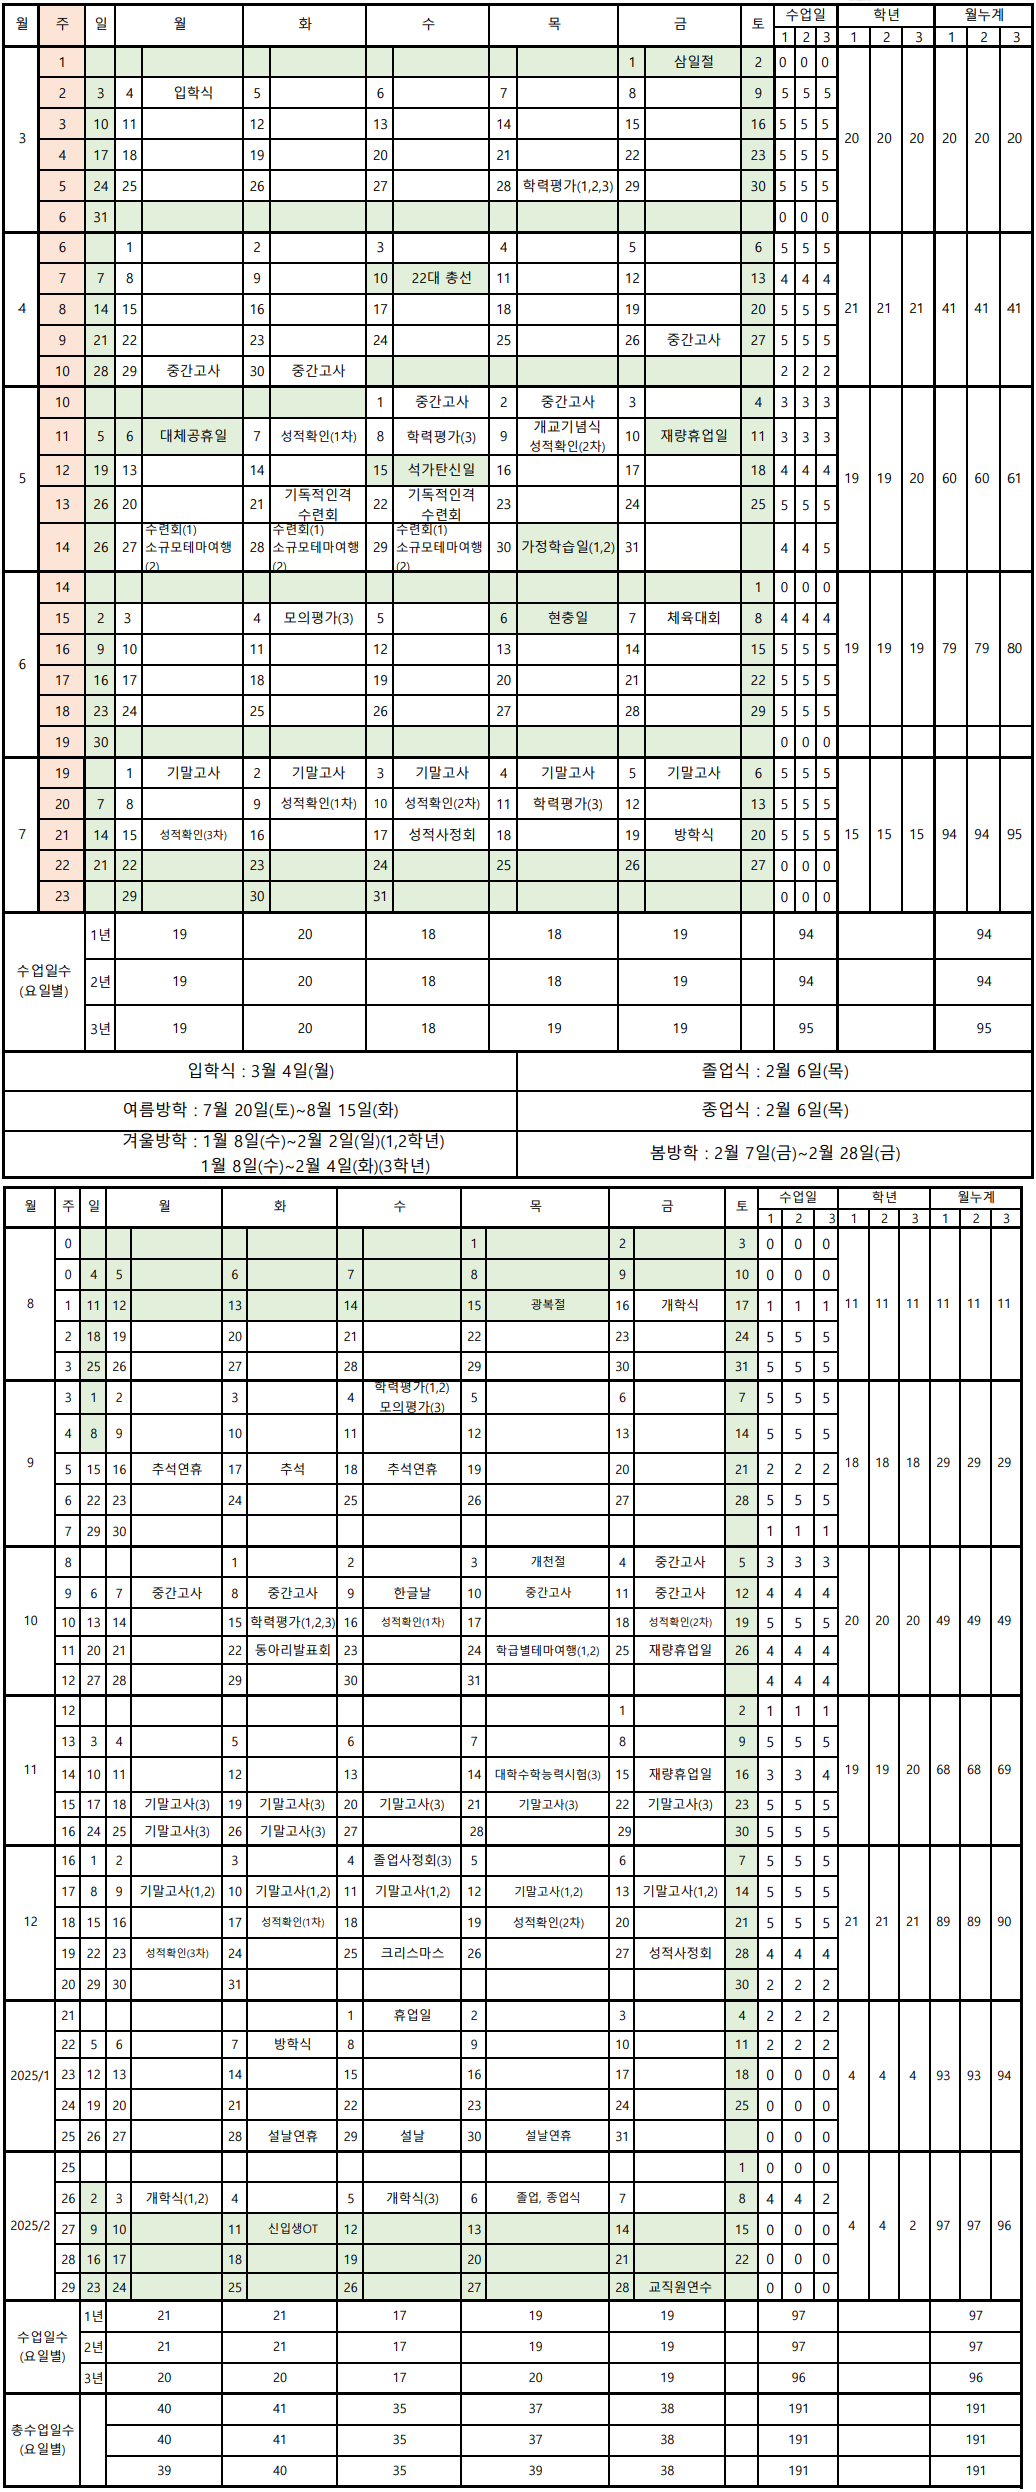 월 주 일 월 화 수 목 금 토 수업일 학년 월누계
1 2 3 1 2 3 1 2 3
3 1 1 삼일절 2 0 0 0 20 20 20 20 20 20
2 3 4 입학식 5 6 7 8 9 5 5 5
3 10 11 12 13 14 15 16 5 5 5
4 17 18 19 20 21 22 23 5 5 5
5 24 25 26 27 28 학력평가(1,2,3) 29 30 5 5 5
6 31 0 0 0
4 6 1 2 3 4 5 6 5 5 5 21 21 21 41 41 41
7 7 8 9 10 22대 총선 11 12 13 4 4 4
8 14 15 16 17 18 19 20 5 5 5
9 21 22 23 24 25 26 중간고사 27 5 5 5
10 28 29 중간고사 30 중간고사 2 2 2
5 10 1 중간고사 2 중간고사 3 4 3 3 3 19 19 20 60 60 61
11 5 6 대체공휴일 7 성적확인(1차) 8 학력평가(3) 9 개교기념식 10 재량휴업일 11 3 3 3
성적확인(2차)
12 19 13 14 15 석가탄신일 16 17 18 4 4 4
13 26 20 21 기독적인격 22 기독적인격 23 24 25 5 5 5
수련회 수련회
14 26 27 수련회(1) 28 수련회(1) 29 수련회(1) 30 가정학습일(1,2) 31 4 4 5
소규모테마여행 소규모테마여행 소규모테마여행
(2) (2) (2)
6 14 1 0 0 0 19 19 19 79 79 80
15 2 3 4 모의평가(3) 5 6 현충일 7 체육대회 8 4 4 4
16 9 10 11 12 13 14 15 5 5 5
17 16 17 18 19 20 21 22 5 5 5
18 23 24 25 26 27 28 29 5 5 5
19 30 0 0 0
7 19 1 기말고사 2 기말고사 3 기말고사 4 기말고사 5 기말고사 6 5 5 5 15 15 15 94 94 95
20 7 8 9 성적확인(1차) 10 성적확인(2차) 11 학력평가(3) 12 13 5 5 5
21 14 15 성적확인(3차) 16 17 성적사정회 18 19 방학식 20 5 5 5
22 21 22 23 24 25 26 27 0 0 0
23 29 30 31 0 0 0
수업일수
(요일별)
1년 19 20 18 18 19 94 94
2년 19 20 18 18 19 94 94
3년 19 20 18 19 19 95 95
입학식 : 3월 4일(월) 졸업식 : 2월 6일(목)
여름방학 : 7월 20일(토)~8월 15일(화) 종업식 : 2월 6일(목)
겨울방학 : 1월 8일(수)~2월 2일(일)(1,2학년)
1월 8일(수)~2월 4일(화)(3학년)
봄방학 : 2월 7일(금)~2월 28일(금)
월 주 일 월 화 수 목 금 토 수업일 학년 월누계
1 2 3 1 2 3 1 2 3
8 0 1 2 3 0 0 0 11 11 11 11 11 11
0 4 5 6 7 8 9 10 0 0 0
1 11 12 13 14 15 광복절 16 개학식 17 1 1 1
2 18 19 20 21 22 23 24 5 5 5
3 25 26 27 28 29 30 31 5 5 5
9 3 1 2 3 4 학력평가(1,2) 5 6 7 5 5 5 18 18 18 29 29 29
모의평가(3)
4 8 9 10 11 12 13 14 5 5 5
5 15 16 추석연휴 17 추석 18 추석연휴 19 20 21 2 2 2
6 22 23 24 25 26 27 28 5 5 5
7 29 30 1 1 1
10 8 1 2 3 개천절 4 중간고사 5 3 3 3 20 20 20 49 49 49
9 6 7 중간고사 8 중간고사 9 한글날 10 중간고사 11 중간고사 12 4 4 4
10 13 14 15 학력평가(1,2,3) 16 성적확인(1차) 17 18 성적확인(2차) 19 5 5 5
11 20 21 22 동아리발표회 23 24 학급별테마여행(1,2) 25 재량휴업일 26 4 4 4
12 27 28 29 30 31 4 4 4
11 12 1 2 1 1 1 19 19 20 68 68 69
13 3 4 5 6 7 8 9 5 5 5
14 10 11 12 13 14 대학수학능력시험(3) 15 재량휴업일 16 3 3 4
15 17 18 기말고사(3) 19 기말고사(3) 20 기말고사(3) 21 기말고사(3) 22 기말고사(3) 23 5 5 5
16 24 25 기말고사(3) 26 기말고사(3) 27 28 29 30 5 5 5
12 16 1 2 3 4 졸업사정회(3) 5 6 7 5 5 5 21 21 21 89 89 90
17 8 9 기말고사(1,2) 10 기말고사(1,2) 11 기말고사(1,2) 12 기말고사(1,2) 13 기말고사(1,2) 14 5 5 5
18 15 16 17 성적확인(1차) 18 19 성적확인(2차) 20 21 5 5 5
19 22 23 성적확인(3차) 24 25 크리스마스 26 27 성적사정회 28 4 4 4
20 29 30 31 30 2 2 2
2025/1 21 1 휴업일 2 3 4 2 2 2 4 4 4 93 93 94
22 5 6 7 방학식 8 9 10 11 2 2 2
23 12 13 14 15 16 17 18 0 0 0
24 19 20 21 22 23 24 25 0 0 0
25 26 27 28 설날연휴 29 설날 30 설날연휴 31 0 0 0
2025/2 25 1 0 0 0 4 4 2 97 97 96
26 2 3 개학식(1,2) 4 5 개학식(3) 6 졸업, 종업식 7 8 4 4 2
27 9 10 11 신입생OT 12 13 14 15 0 0 0
28 16 17 18 19 20 21 22 0 0 0
29 23 24 25 26 27 28 교직원연수 0 0 0
수업일수
(요일별)
1년 21 21 17 19 19 97 97
2년 21 21 17 19 19 97 97
3년 20 20 17 20 19 96 96
총수업일수
(요일별)
40 41 35 37 38 191 191
40 41 35 37 38 191 191
39 40 35 39 38 191 191